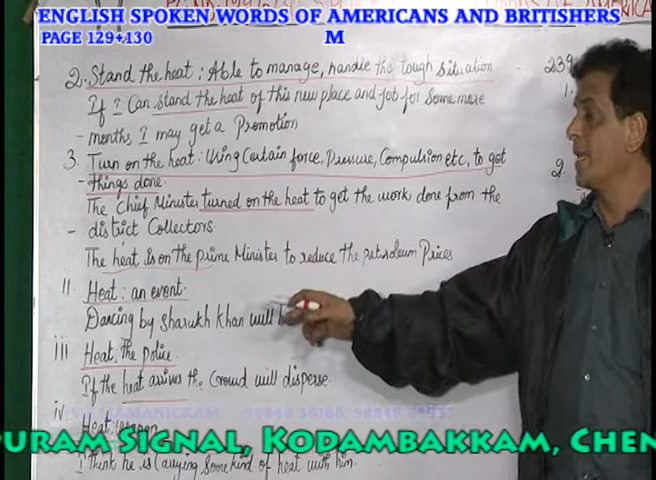 ENGLISH SPOKEN WORDS OF AMERICANS AND BRITISHERS
PAGE 129+130 M
2. Stand the heat : Able to manage, handle the tough situation
If I Can stand the heat of this new place and job for Some more
- months I may get a Promotion
3. Turn on the heat : Using Certain force, Pressure, Compulsion etc, to get
- things done
The Chief Minister turned on the heat to get the work done from the
- district Collectors
The heat is on the prime Minister to reduce the petroleum Prices
ii Heat : an event
Dancing by sharukh khan will
iii Heat, the police
If the heat arrives the Crowd will disperse.
iv Heat, weapon
I think he is Carrying Some kind of heat with him.
239
1.
2.
PURAM SIGNAL, KODAMBAKKAM, CHEN